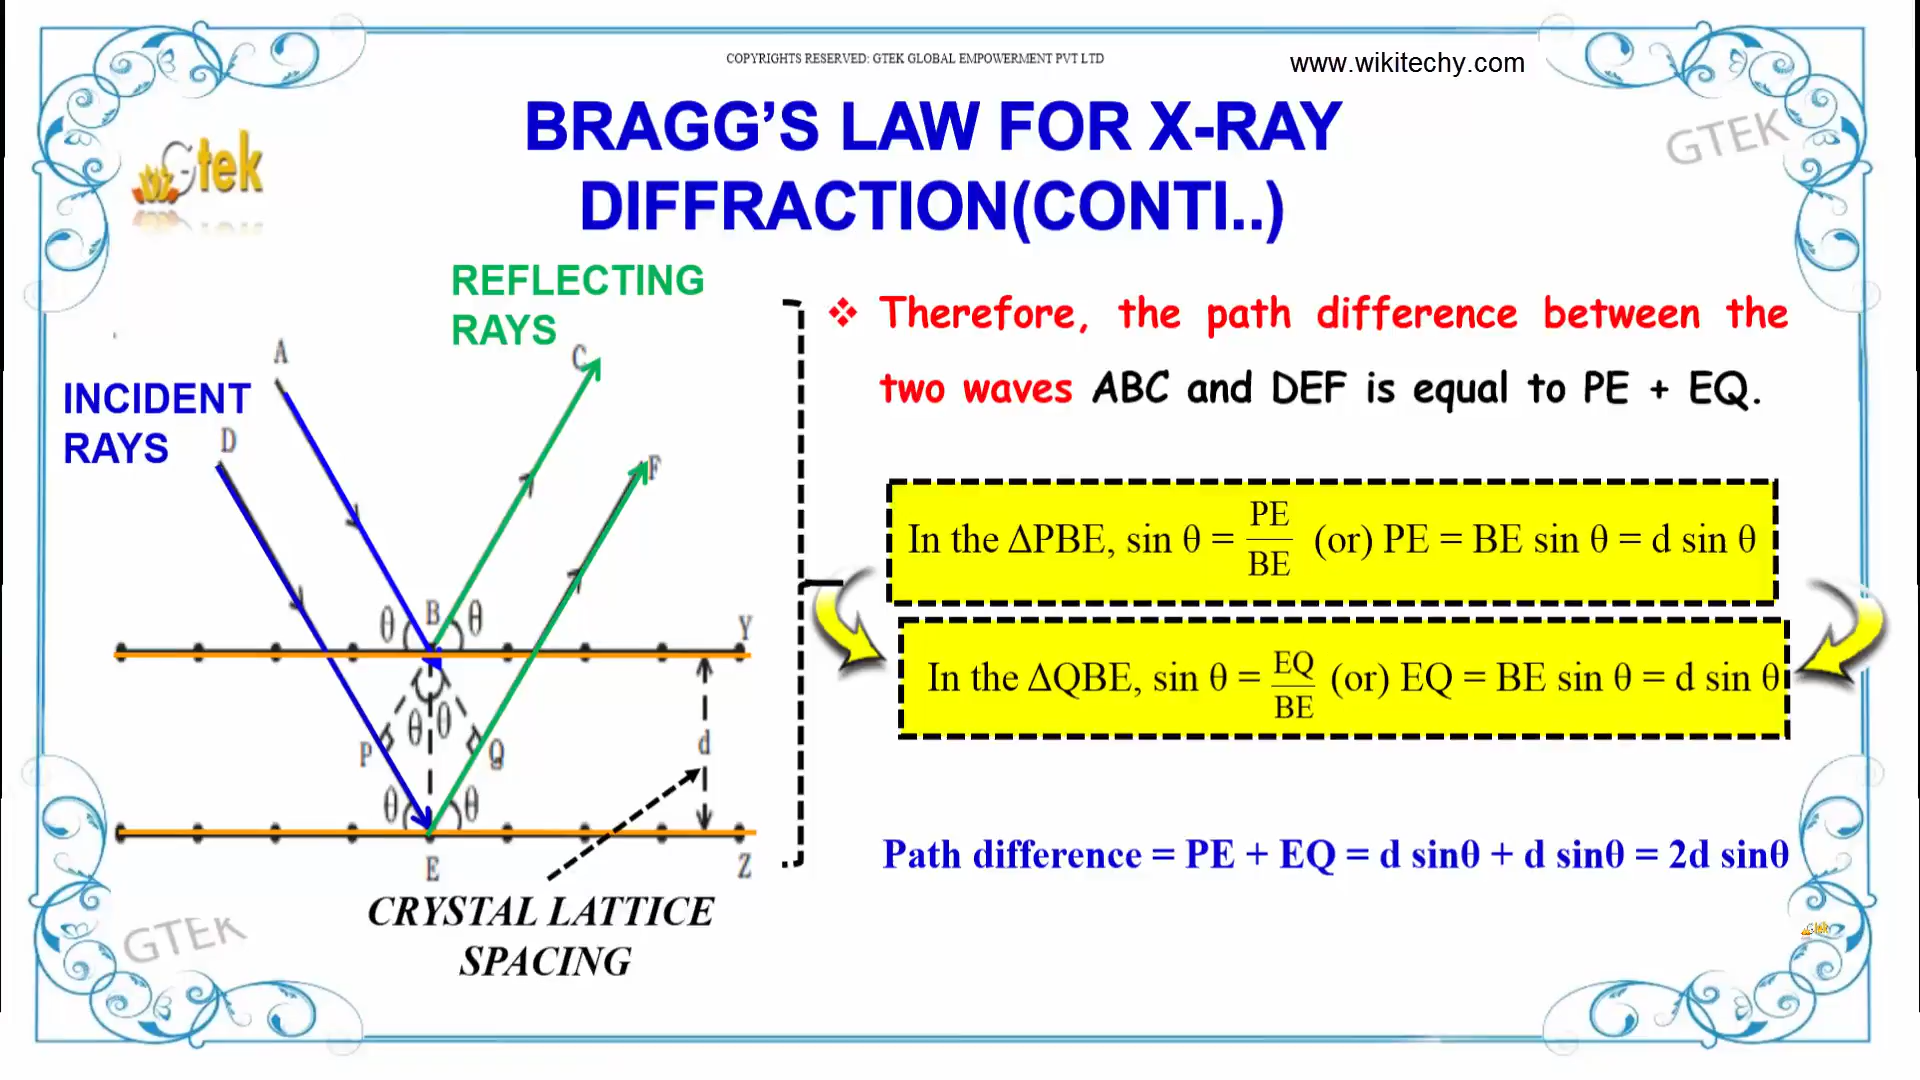 COPYRIGHTS RESERVED: GTEK GLOBAL EMPOWERMENT PVT LTD
www.wikitechy.com
BRAGG’S LAW FOR X-RAY
DIFFRACTION(CONTI..)
Gtek
GTEK
REFLECTING
RAYS
INCIDENT
RAYS
A
C
D
F
θ
B
θ
Y
θ
θ
P
Q
d
θ
θ
E
Z
CRYSTAL LATTICE
SPACING
❖ Therefore, the path difference between the
two waves ABC and DEF is equal to PE + EQ.
In the ΔPBE, sin θ = PE/BE (or) PE = BE sin θ = d sin θ
In the ΔQBE, sin θ = EQ/BE (or) EQ = BE sin θ = d sin θ
Path difference = PE + EQ = d sinθ + d sinθ = 2d sinθ
GTEK
Gtek